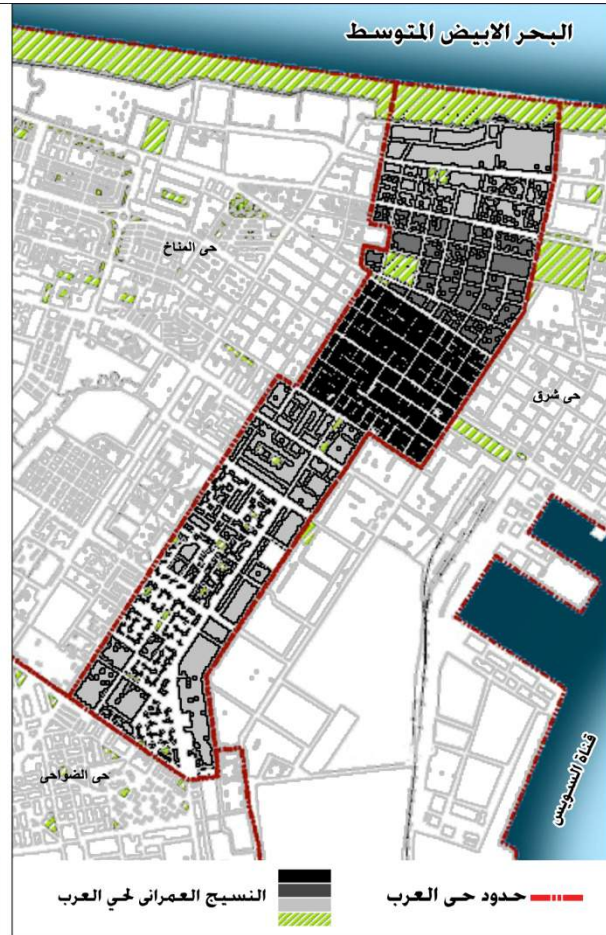 البحر الابيض المتوسط
حى المناخ
حى شرق
حى الضواحى
قناة السويس
حدود حى العرب
النسيج العمرانى لحي العرب